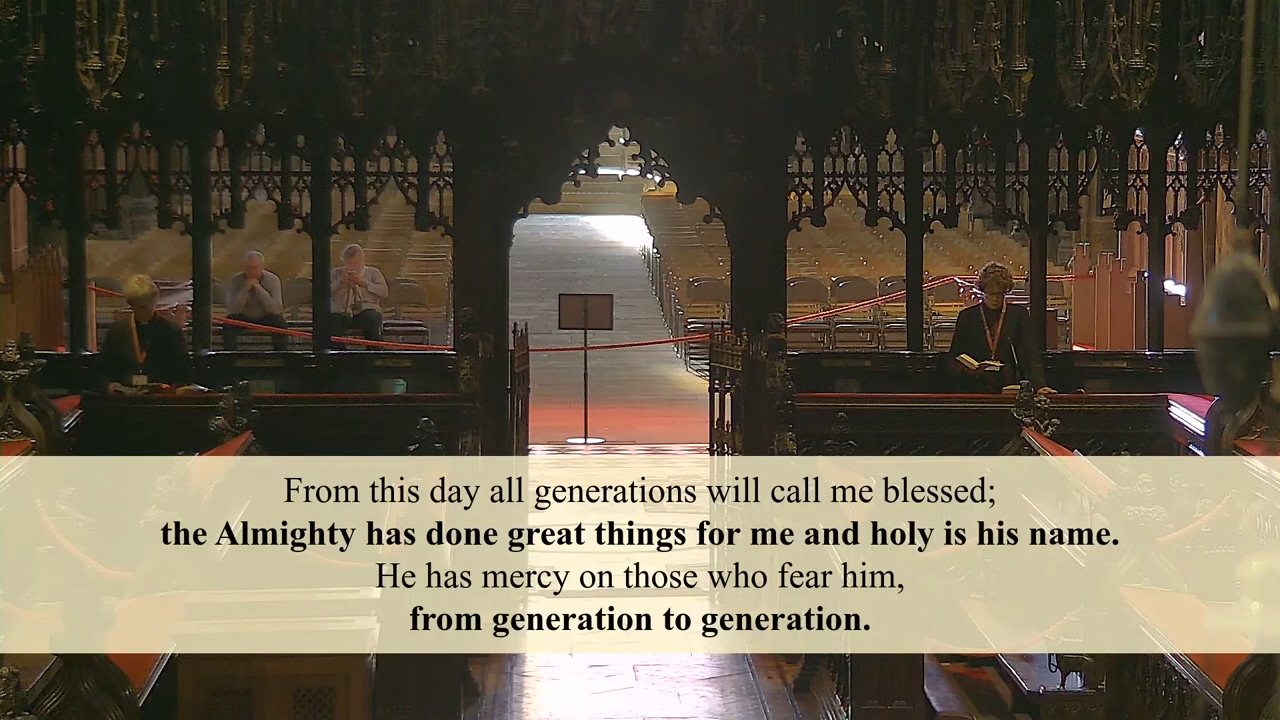 From this day all generations will call me blessed;
the Almighty has done great things for me and holy is his name.
He has mercy on those who fear him,
from generation to generation.